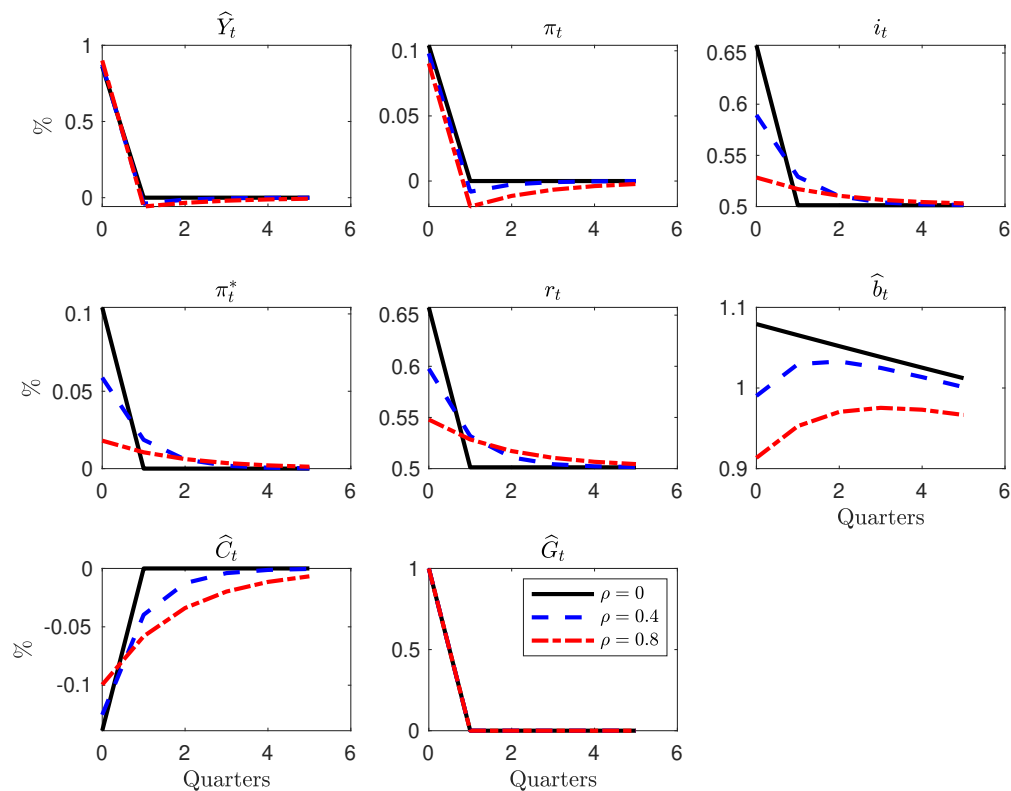 Ŷ_t π_t i_t
% 1 0.5 0 0 2 4 6
0.1 0.05 0 0 2 4 6
0.65 0.6 0.55 0.5 0 2 4 6
π*_t r_t b̂_t
% 0.1 0.05 0 0 2 4 6
0.65 0.6 0.55 0.5 0 2 4 6
1.1 1 0.9 0 2 4 6
Quarters
Ĉ_t Ĝ_t
% 0 -0.05 -0.1 0 2 4 6
1 0.5 0 0 2 4 6
ρ = 0
ρ = 0.4
ρ = 0.8
Quarters Quarters